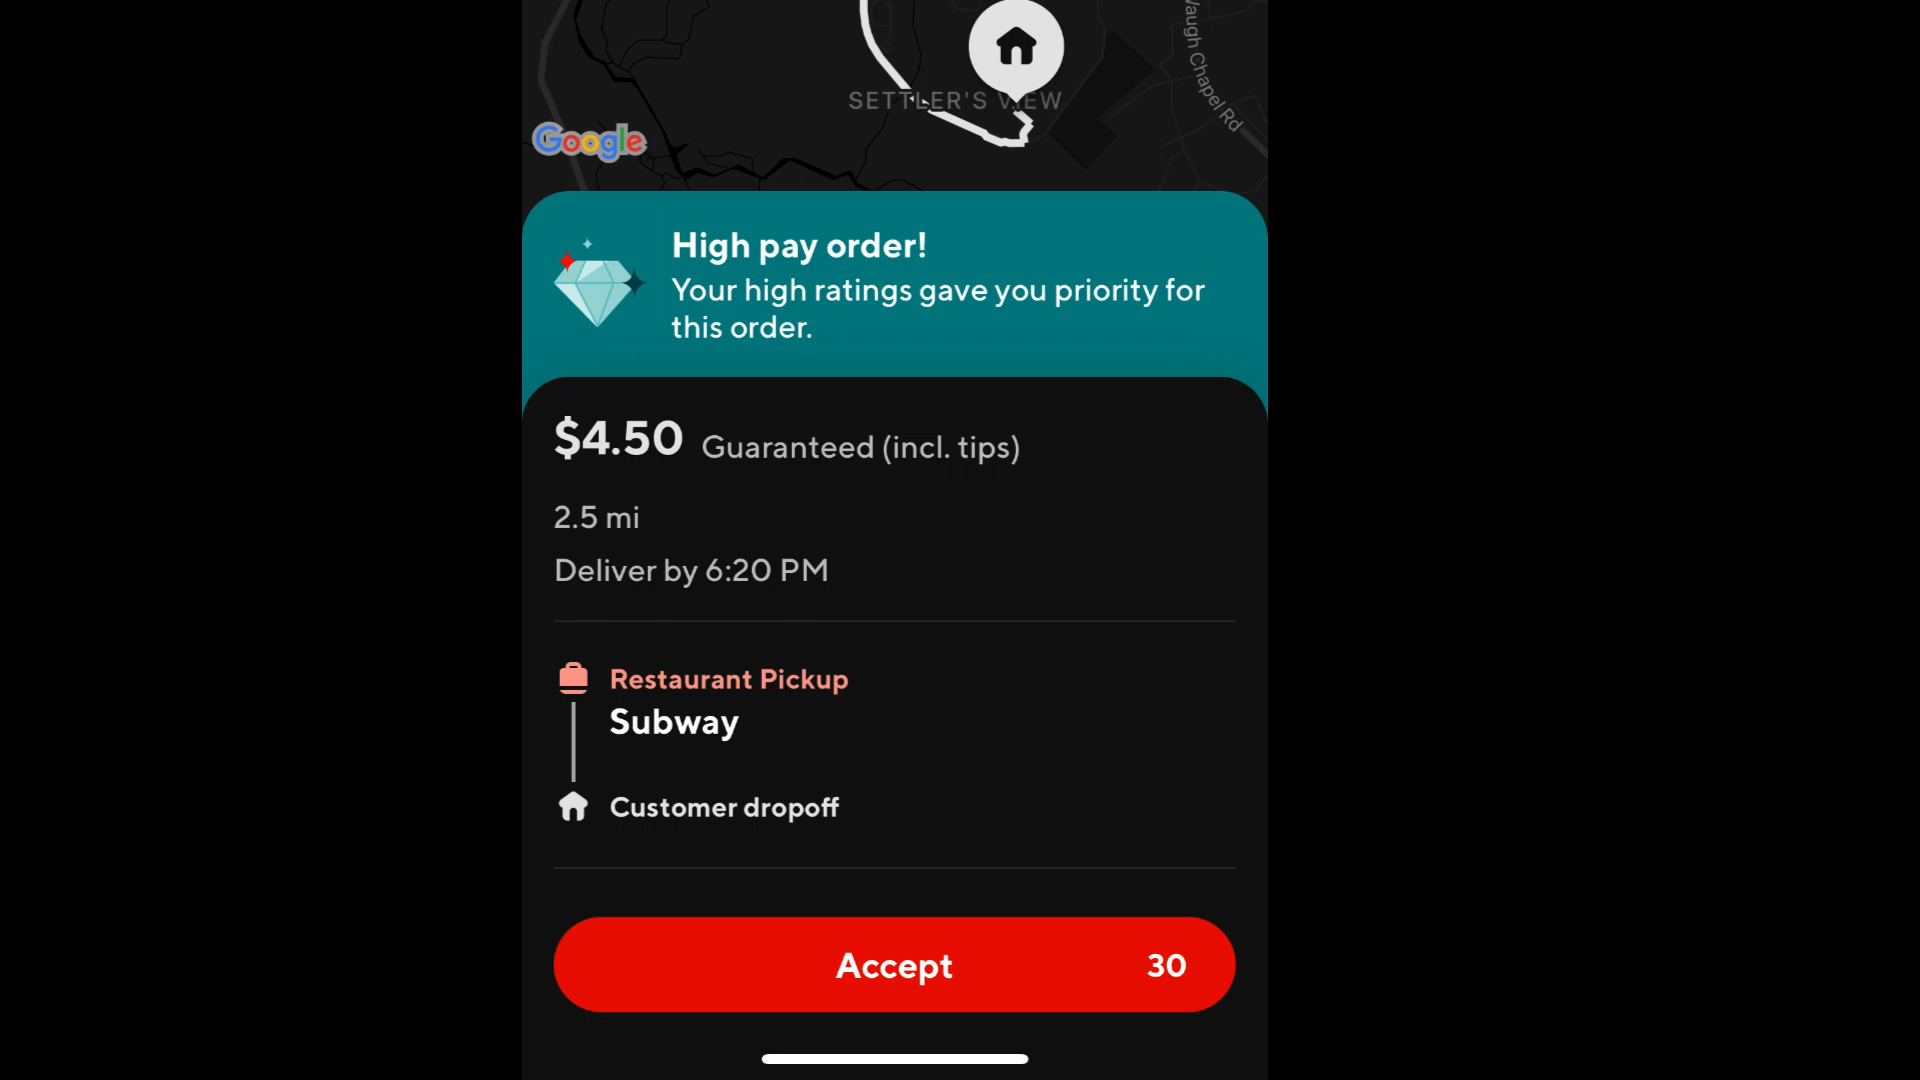 Waugh Chapel Rd
SETTLER'S VIEW
Google
High pay order!
Your high ratings gave you priority for
this order.
$4.50 Guaranteed (incl. tips)
2.5 mi
Deliver by 6:20 PM
Restaurant Pickup
Subway
Customer dropoff
Accept 30